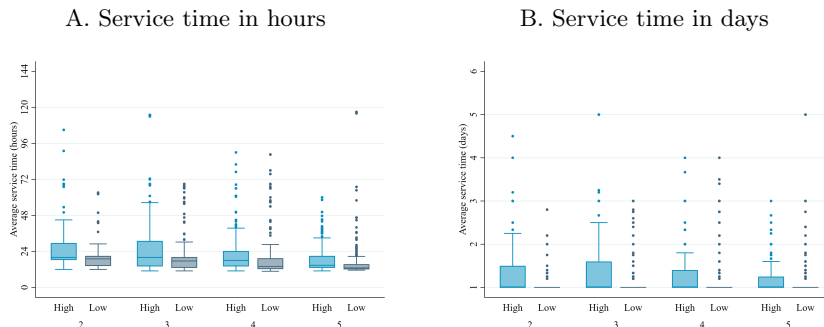 A. Service time in hours
B. Service time in days
Average service time (hours)
144
120
96
72
48
24
0
High Low High Low High Low High Low
2 3 4 5
Average service time (days)
6
5
4
3
2
1
High Low High Low High Low High Low
2 3 4 5